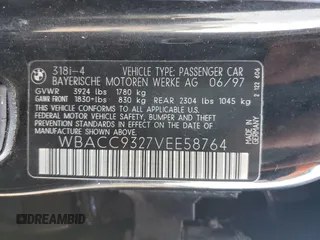 318i-4 VEHICLE TYPE: PASSENGER CAR
BAYERISCHE MOTOREN WERKE AG 06/97
GVWR 3924 lbs 1780 kg
GAWR FRONT 1830 lbs 830 kg REAR 2304 lbs 1045 kg
THIS VEHICLE CONFORMS TO ALL APPLICABLE
FEDERAL MOTOR VEHICLE SAFETY,
BUMPER, AND THEFT PREVENTION
STANDARDS IN EFFECT ON THE DATE
OF MANUFACTURE SHOWN ABOVE.
WBACC9327VEE58764
MADE IN GERMANY
2 122 406
DREAMBID